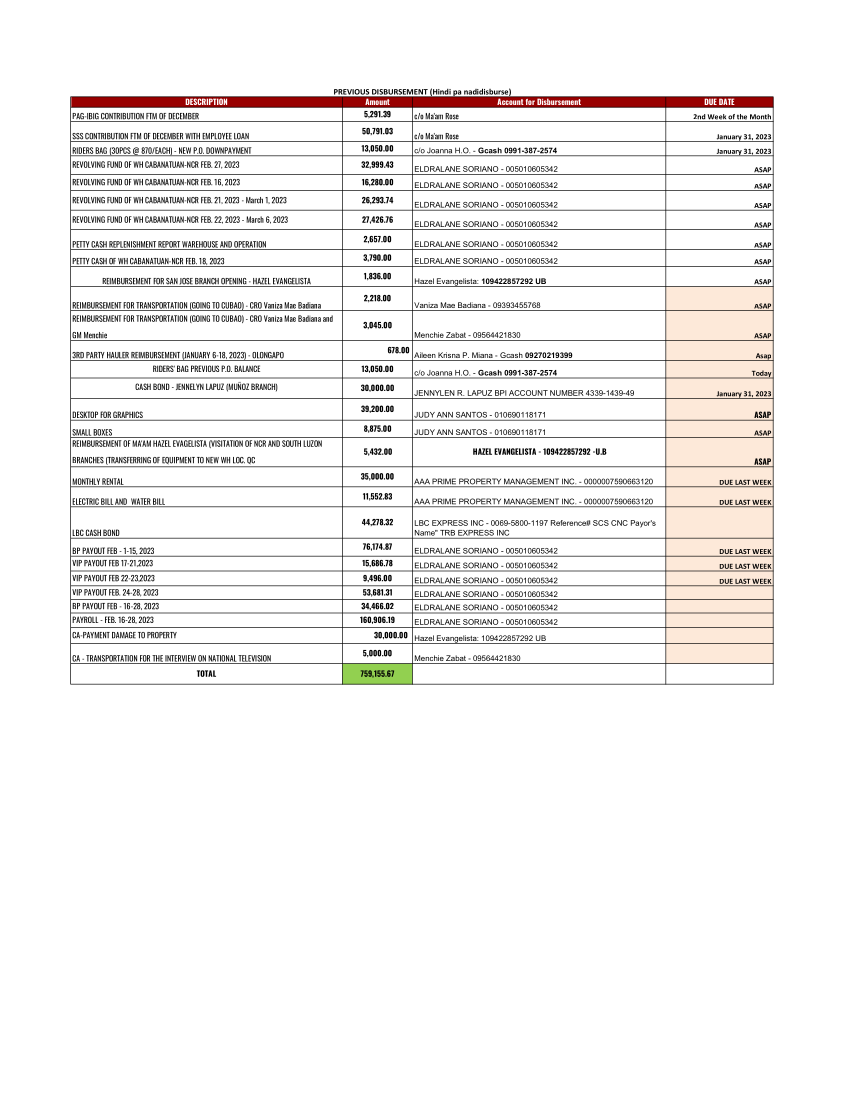 PREVIOUS DISBURSEMENT (Hindi pa nadidisburse)
DESCRIPTION Amount Account for Disbursement DUE DATE
PAG-IBIG CONTRIBUTION FTM OF DECEMBER 5,291.39 c/o Ma'am Rose 2nd Week of the Month
SSS CONTRIBUTION FTM OF DECEMBER WITH EMPLOYEE LOAN 50,791.03 c/o Ma'am Rose January 31, 2023
RIDERS BAG (30PCS @ 870/EACH) - NEW P.O. DOWNPAYMENT 13,050.00 c/o Joanna H.O. - Gcash 0991-387-2574 January 31, 2023
REVOLVING FUND OF WH CABANATUAN-NCR FEB. 27, 2023 32,999.43 ELDRALANE SORIANO - 005010605342 ASAP
REVOLVING FUND OF WH CABANATUAN-NCR FEB. 16, 2023 16,280.00 ELDRALANE SORIANO - 005010605342 ASAP
REVOLVING FUND OF WH CABANATUAN-NCR FEB. 21, 2023 - March 1, 2023 26,293.74 ELDRALANE SORIANO - 005010605342 ASAP
REVOLVING FUND OF WH CABANATUAN-NCR FEB. 22, 2023 - March 6, 2023 27,426.76 ELDRALANE SORIANO - 005010605342 ASAP
PETTY CASH REPLENISHMENT REPORT WAREHOUSE AND OPERATION 2,657.00 ELDRALANE SORIANO - 005010605342 ASAP
PETTY CASH OF WH CABANATUAN-NCR FEB. 18, 2023 3,790.00 ELDRALANE SORIANO - 005010605342 ASAP
REIMBURSEMENT FOR SAN JOSE BRANCH OPENING - HAZEL EVANGELISTA 1,836.00 Hazel Evangelista: 109422857292 UB ASAP
REIMBURSEMENT FOR TRANSPORTATION (GOING TO CUBAO) - CRO Vaniza Mae Badiana 2,218.00 Vaniza Mae Badiana - 09393455768 ASAP
REIMBURSEMENT FOR TRANSPORTATION (GOING TO CUBAO) - CRO Vaniza Mae Badiana and
GM Menchie 3,045.00 Menchie Zabat - 09564421830 ASAP
3RD PARTY HAULER REIMBURSEMENT (JANUARY 6-18, 2023) - OLONGAPO 678.00 Aileen Krisna P. Miana - Gcash 09270219399 Asap
RIDERS' BAG PREVIOUS P.O. BALANCE 13,050.00 c/o Joanna H.O. - Gcash 0991-387-2574 Today
CASH BOND - JENNELYN LAPUZ (MUÑOZ BRANCH) 30,000.00 JENNYLEN R. LAPUZ BPI ACCOUNT NUMBER 4339-1439-49 January 31, 2023
DESKTOP FOR GRAPHICS 39,200.00 JUDY ANN SANTOS - 010690118171 ASAP
SMALL BOXES 8,875.00 JUDY ANN SANTOS - 010690118171 ASAP
REIMBURSEMENT OF MA'AM HAZEL EVAGELISTA (VISITATION OF NCR AND SOUTH LUZON
BRANCHES (TRANSFERRING OF EQUIPMENT TO NEW WH LOC. QC 5,432.00 HAZEL EVANGELISTA - 109422857292 -U.B ASAP
MONTHLY RENTAL 35,000.00 AAA PRIME PROPERTY MANAGEMENT INC. - 0000007590663120 DUE LAST WEEK
ELECTRIC BILL AND WATER BILL 11,552.83 AAA PRIME PROPERTY MANAGEMENT INC. - 0000007590663120 DUE LAST WEEK
LBC CASH BOND 44,278.32 LBC EXPRESS INC - 0069-5800-1197 Reference# SCS CNC Payor's
Name" TRB EXPRESS INC
BP PAYOUT FEB - 1-15, 2023 76,174.87 ELDRALANE SORIANO - 005010605342 DUE LAST WEEK
VIP PAYOUT FEB 17-21,2023 15,686.78 ELDRALANE SORIANO - 005010605342 DUE LAST WEEK
VIP PAYOUT FEB 22-23,2023 9,496.00 ELDRALANE SORIANO - 005010605342 DUE LAST WEEK
VIP PAYOUT FEB. 24-28, 2023 53,681.31 ELDRALANE SORIANO - 005010605342
BP PAYOUT FEB - 16-28, 2023 34,466.02 ELDRALANE SORIANO - 005010605342
PAYROLL - FEB. 16-28, 2023 160,906.19 ELDRALANE SORIANO - 005010605342
CA-PAYMENT DAMAGE TO PROPERTY 30,000.00 Hazel Evangelista: 109422857292 UB
CA - TRANSPORTATION FOR THE INTERVIEW ON NATIONAL TELEVISION 5,000.00 Menchie Zabat - 09564421830
TOTAL 759,155.67